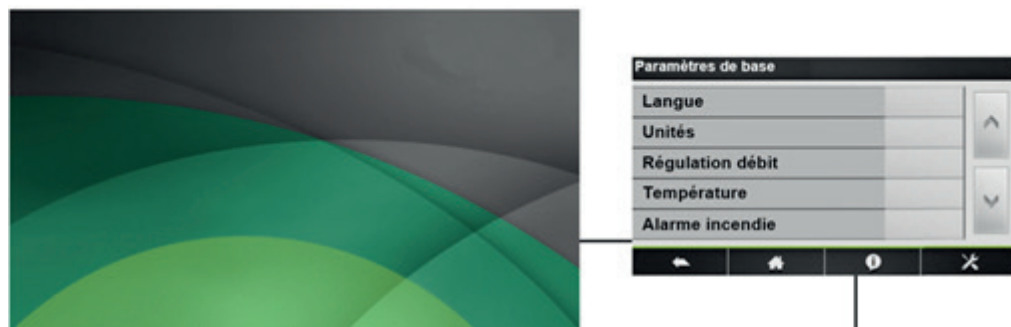 Paramètres de base
Langue
Unités
Régulation débit
Température
Alarme incendie